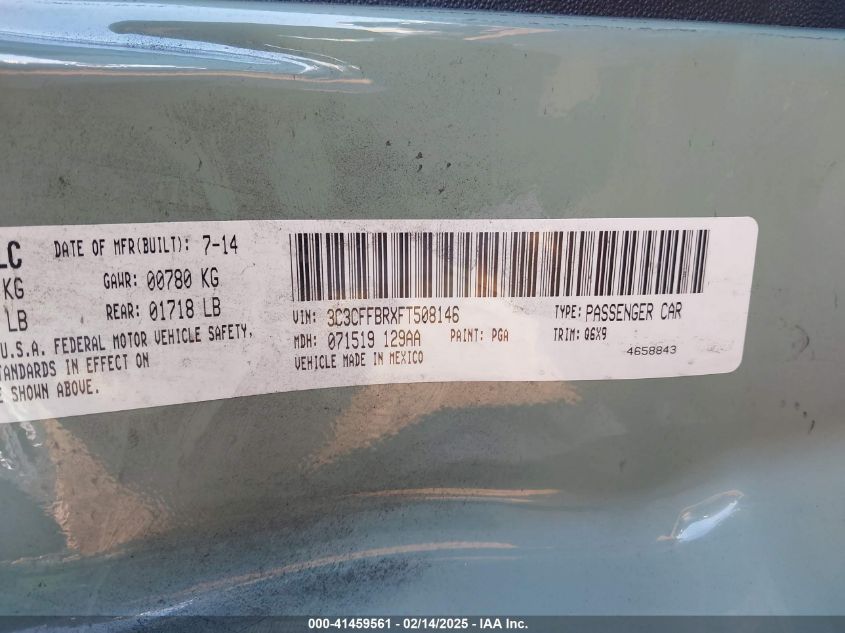 LC DATE OF MFR(BUILT): 7-14
KG GAWR: 00780 KG
LB REAR: 01718 LB
U.S.A. FEDERAL MOTOR VEHICLE SAFETY,
STANDARDS IN EFFECT ON
SHOWN ABOVE.
VIN: 3C3CFFBRXFT508146 TYPE: PASSENGER CAR
MDH: 071519 129AA PAINT: PGA TRIM: Q6X9
VEHICLE MADE IN MEXICO 4658843
000-41459561 - 02/14/2025 - IAA Inc.